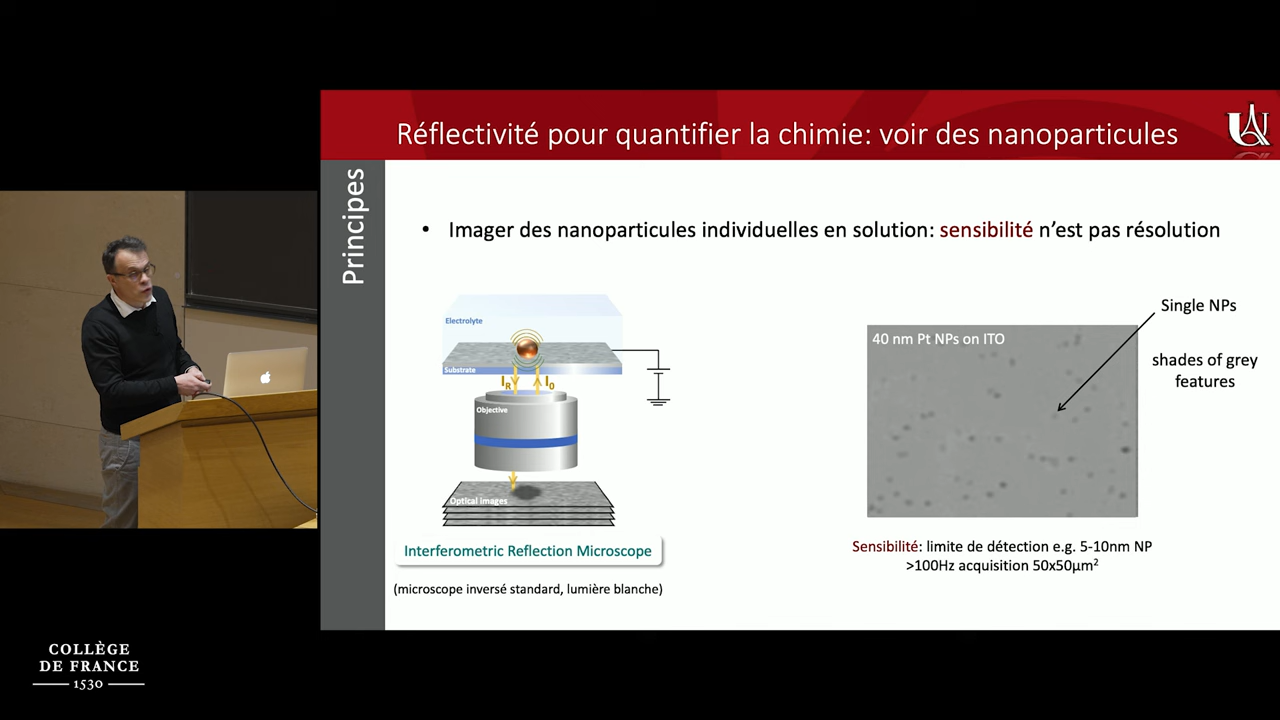 Réflectivité pour quantifier la chimie: voir des nanoparticules
Principes
• Imager des nanoparticules individuelles en solution: sensibilité n'est pas résolution
Electrolyte
Substrate
IR
I0
Objective
Optical images
Interferometric Reflection Microscope
(microscope inversé standard, lumière blanche)
Single NPs
40 nm Pt NPs on ITO
shades of grey
features
Sensibilité: limite de détection e.g. 5-10nm NP
>100Hz acquisition 50x50µm²
COLLÈGE
DE FRANCE
1530